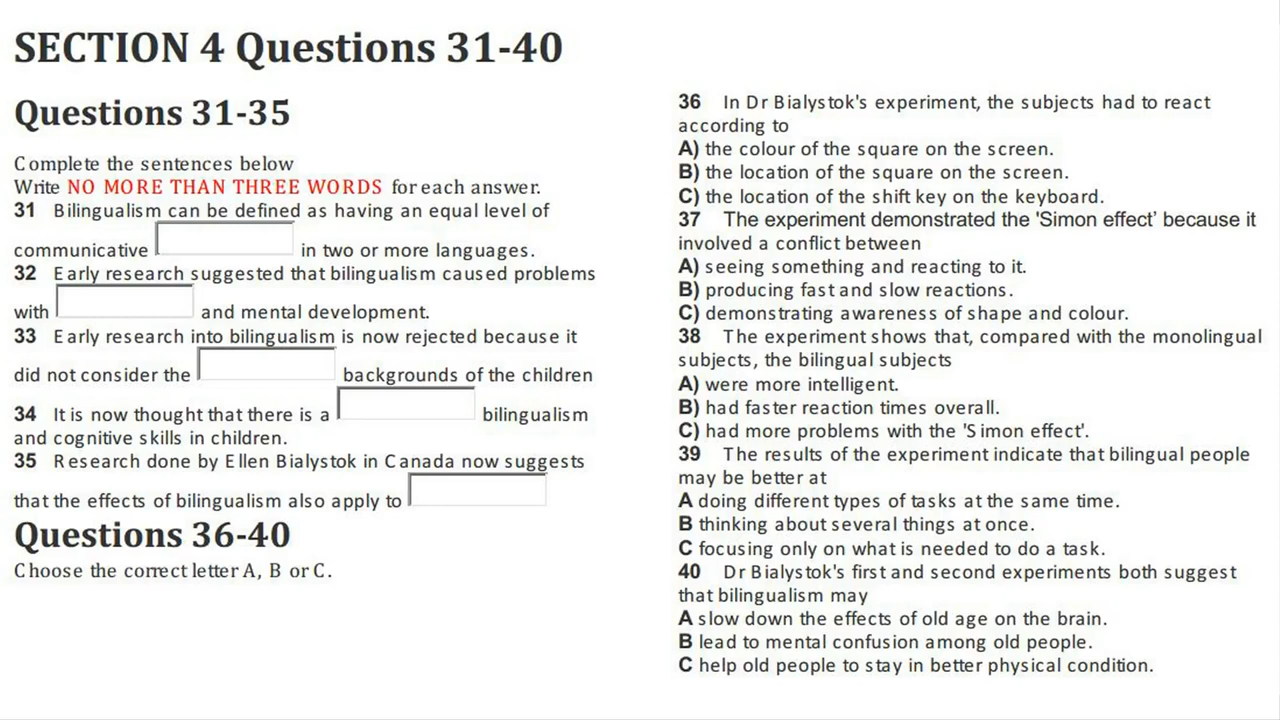 SECTION 4 Questions 31-40
Questions 31-35
Complete the sentences below
Write NO MORE THAN THREE WORDS for each answer.
31 Bilingualism can be defined as having an equal level of
communicative in two or more languages.
32 Early research suggested that bilingualism caused problems
with and mental development.
33 Early research into bilingualism is now rejected because it
did not consider the backgrounds of the children
34 It is now thought that there is a bilingualism
and cognitive skills in children.
35 Research done by Ellen Bialystok in Canada now suggests
that the effects of bilingualism also apply to
Questions 36-40
Choose the correct letter A, B or C.
36 In Dr Bialystok's experiment, the subjects had to react
according to
A) the colour of the square on the screen.
B) the location of the square on the screen.
C) the location of the shift key on the keyboard.
37 The experiment demonstrated the 'Simon effect' because it
involved a conflict between
A) seeing something and reacting to it.
B) producing fast and slow reactions.
C) demonstrating awareness of shape and colour.
38 The experiment shows that, compared with the monolingual
subjects, the bilingual subjects
A) were more intelligent.
B) had faster reaction times overall.
C) had more problems with the 'Simon effect'.
39 The results of the experiment indicate that bilingual people
may be better at
A doing different types of tasks at the same time.
B thinking about several things at once.
C focusing only on what is needed to do a task.
40 Dr Bialystok's first and second experiments both suggest
that bilingualism may
A slow down the effects of old age on the brain.
B lead to mental confusion among old people.
C help old people to stay in better physical condition.